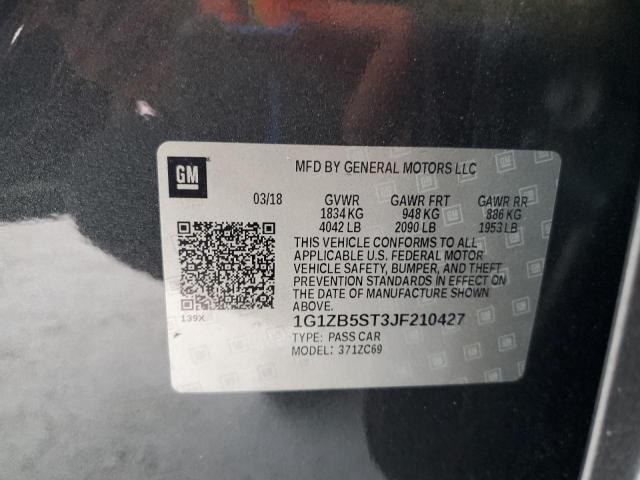 GM
MFD BY GENERAL MOTORS LLC
03/18 GVWR GAWR FRT GAWR RR
1834 KG 948 KG 886 KG
4042 LB 2090 LB 1953 LB
THIS VEHICLE CONFORMS TO ALL
APPLICABLE U.S. FEDERAL MOTOR
VEHICLE SAFETY, BUMPER, AND THEFT
PREVENTION STANDARDS IN EFFECT ON
THE DATE OF MANUFACTURE SHOWN
ABOVE.
139X
1G1ZB5ST3JF210427
TYPE: PASS CAR
MODEL: 371ZC69